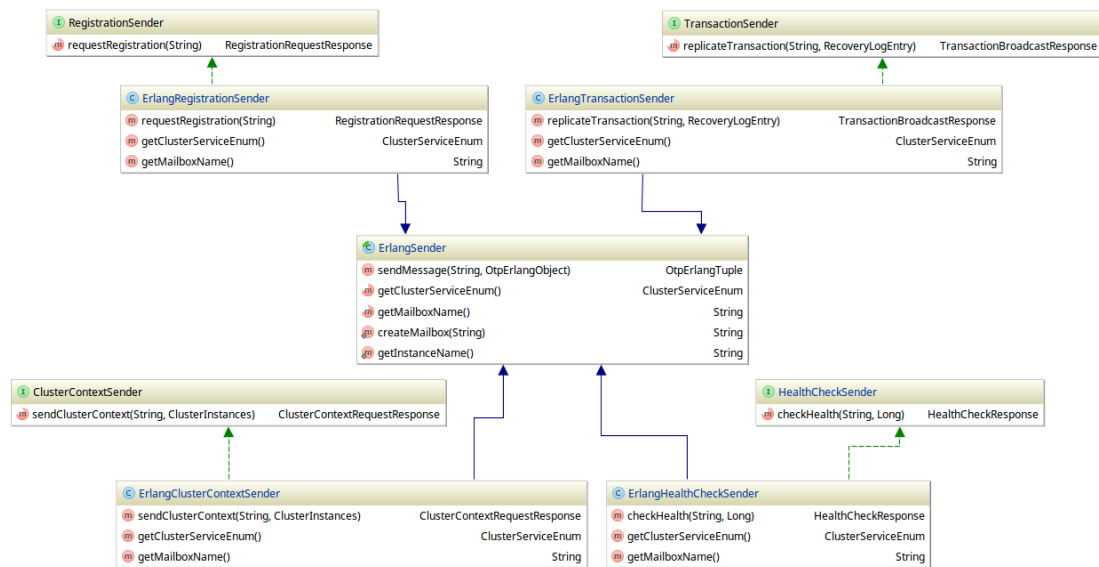 RegistrationSender
requestRegistration(String) RegistrationRequestResponse
TransactionSender
replicateTransaction(String, RecoveryLogEntry) TransactionBroadcastResponse
ErlangRegistrationSender
requestRegistration(String) RegistrationRequestResponse
getClusterServiceEnum() ClusterServiceEnum
getMailboxName() String
ErlangTransactionSender
replicateTransaction(String, RecoveryLogEntry) TransactionBroadcastResponse
getClusterServiceEnum() ClusterServiceEnum
getMailboxName() String
ErlangSender
sendMessage(String, OtpErlangObject) OtpErlangTuple
getClusterServiceEnum() ClusterServiceEnum
getMailboxName() String
createMailbox(String) String
getInstanceName() String
ClusterContextSender
sendClusterContext(String, ClusterInstances) ClusterContextRequestResponse
HealthCheckSender
checkHealth(String, Long) HealthCheckResponse
ErlangClusterContextSender
sendClusterContext(String, ClusterInstances) ClusterContextRequestResponse
getClusterServiceEnum() ClusterServiceEnum
getMailboxName() String
ErlangHealthCheckSender
checkHealth(String, Long) HealthCheckResponse
getClusterServiceEnum() ClusterServiceEnum
getMailboxName() String